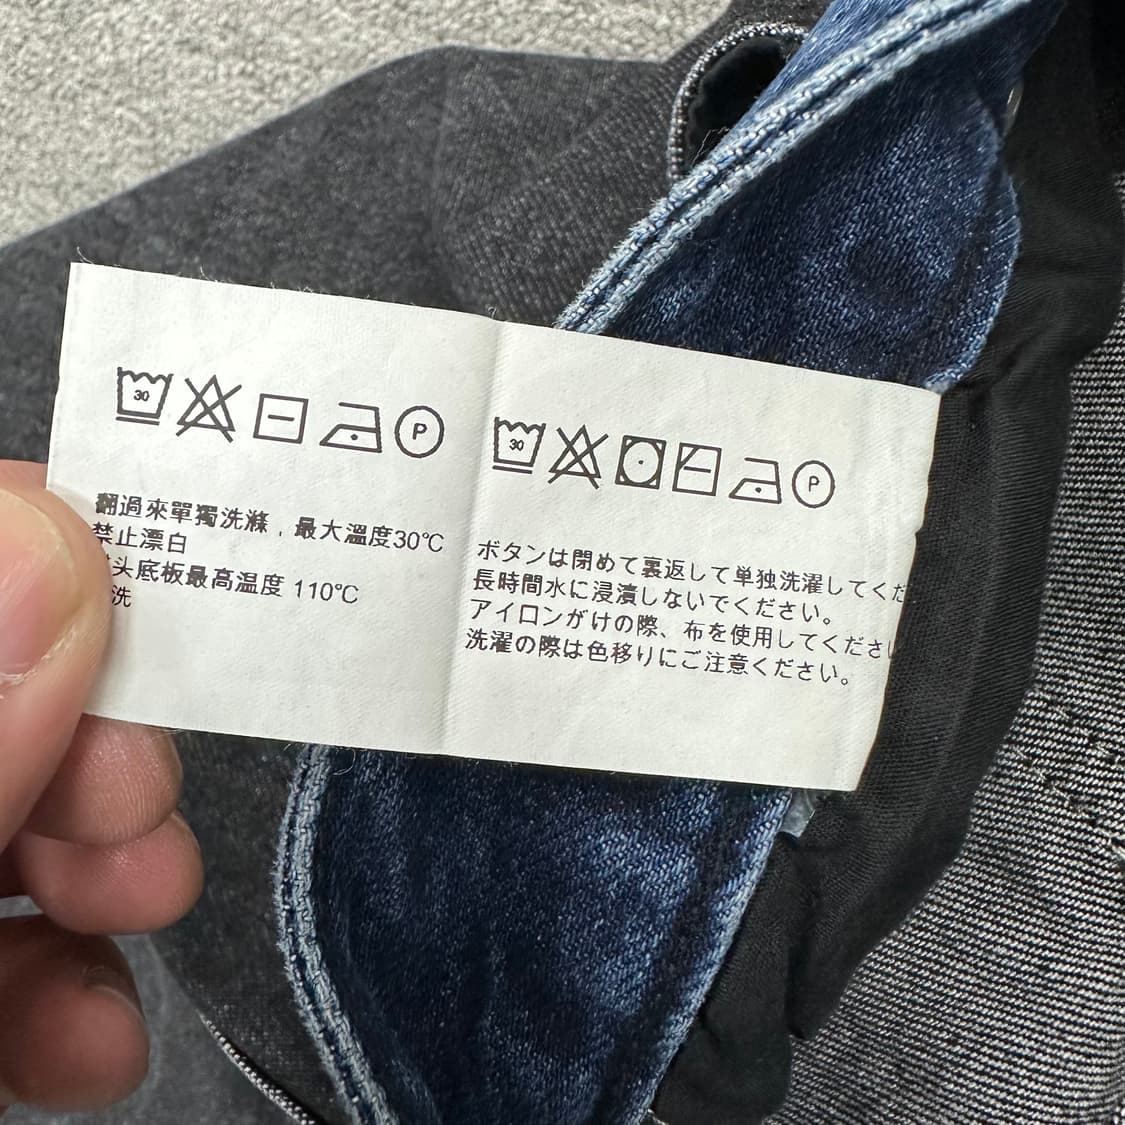 30
P
翻過來單獨洗滌，最大溫度30℃
禁止漂白
头底板最高温度 110℃
洗
30
P
ボタンは閉めて裏返して単独洗濯してくだ
長時間水に浸漬しないでください。
アイロンがけの際、布を使用してくださ
洗濯の際は色移りにご注意ください。